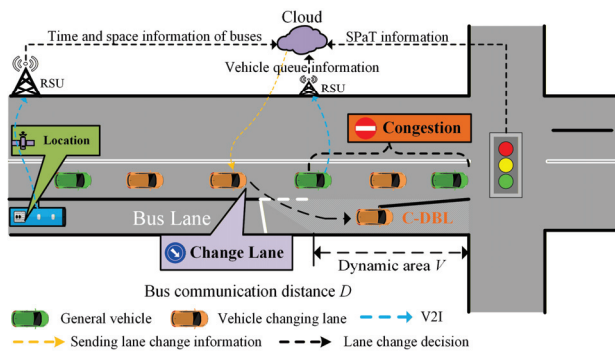 Cloud
Time and space information of buses
SPaT information
Vehicle queue information
RSU
RSU
Location
Congestion
Bus Lane
C-DBL
Change Lane
Dynamic area V
Bus communication distance D
General vehicle
Vehicle changing lane
V2I
Sending lane change information
Lane change decision